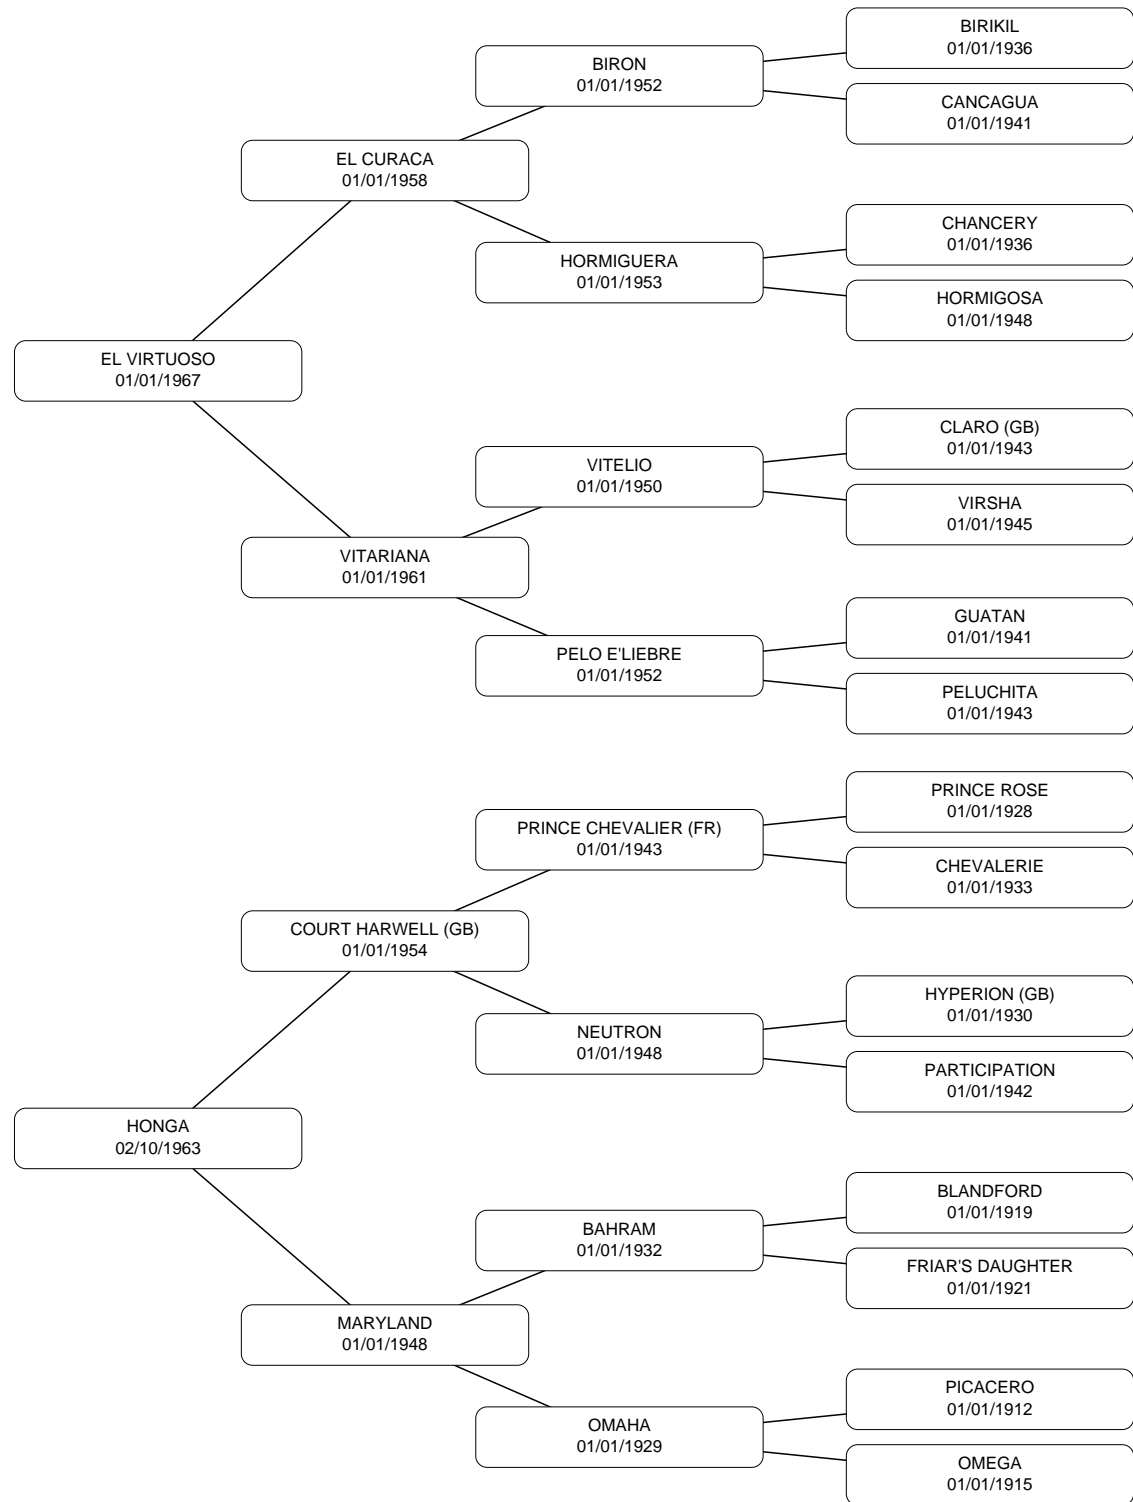 BIRIKIL
01/01/1936
BIRON
01/01/1952
CANCAGUA
01/01/1941
EL CURACA
01/01/1958
CHANCERY
01/01/1936
HORMIGUERA
01/01/1953
HORMIGOSA
01/01/1948
EL VIRTUOSO
01/01/1967
CLARO (GB)
01/01/1943
VITELIO
01/01/1950
VIRSHA
01/01/1945
VITARIANA
01/01/1961
GUATAN
01/01/1941
PELO E'LIEBRE
01/01/1952
PELUCHITA
01/01/1943
PRINCE ROSE
01/01/1928
PRINCE CHEVALIER (FR)
01/01/1943
CHEVALERIE
01/01/1933
COURT HARWELL (GB)
01/01/1954
HYPERION (GB)
01/01/1930
NEUTRON
01/01/1948
PARTICIPATION
01/01/1942
HONGA
02/10/1963
BLANDFORD
01/01/1919
BAHRAM
01/01/1932
FRIAR'S DAUGHTER
01/01/1921
MARYLAND
01/01/1948
PICACERO
01/01/1912
OMAHA
01/01/1929
OMEGA
01/01/1915